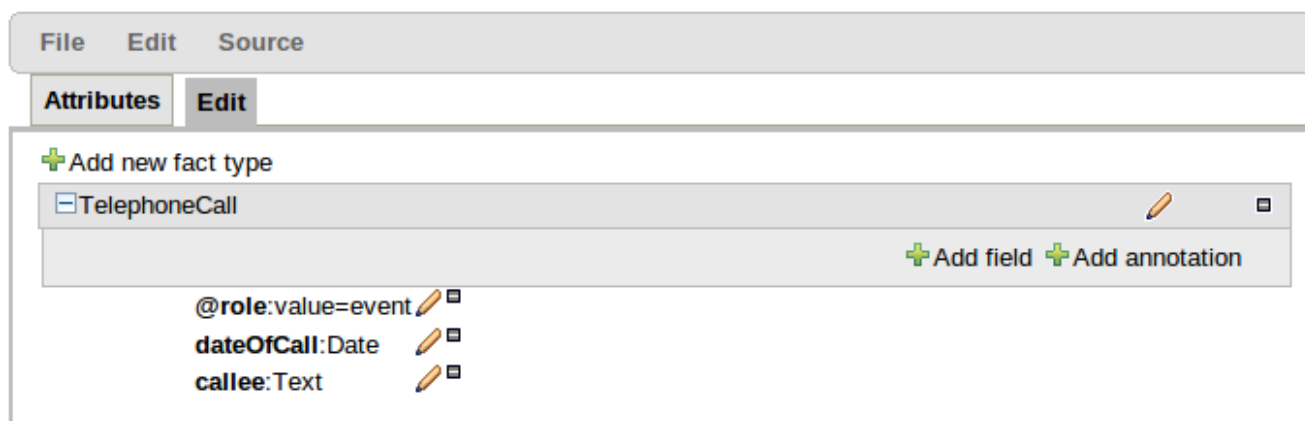 File Edit Source
Attributes Edit
Add new fact type
TelephoneCall
Add field Add annotation
@role:value=event
dateOfCall:Date
callee:Text